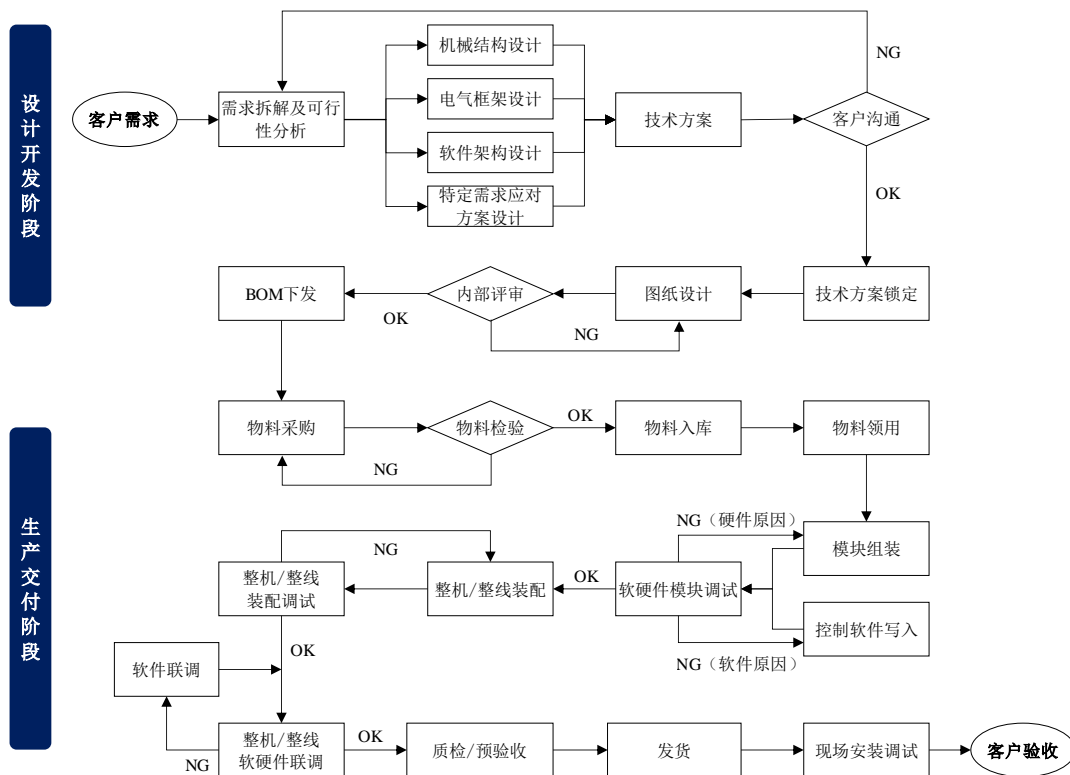 设计开发阶段
机械结构设计
NG
客户需求
需求拆解及可行
性分析
电气框架设计
技术方案
客户沟通
软件架构设计
特定需求应对
方案设计
OK
BOM下发
内部评审
图纸设计
技术方案锁定
OK
NG
生产交付阶段
物料采购
物料检验
OK
物料入库
物料领用
NG
NG（硬件原因）
模块组装
NG
整机/整线
装配调试
整机/整线装配
OK
软硬件模块调试
控制软件写入
NG（软件原因）
OK
软件联调
NG
整机/整线
软硬件联调
OK
质检/预验收
发货
现场安装调试
客户验收